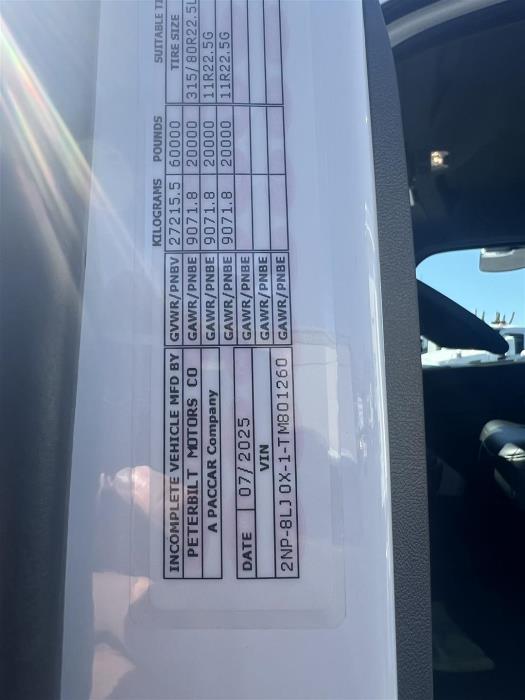 INCOMPLETE VEHICLE MFD BY
PETERBILT MOTORS CO
A PACCAR Company
DATE 07/2025
VIN
2NP-8LJ0X-1-TM801260
KILOGRAMS POUNDS SUITABLE
TIRE SIZE
GVWR/PNBV 27215.5 60000
GAWR/PNBE 9071.8 20000 315/80R22.5L
GAWR/PNBE 9071.8 20000 11R22.5G
GAWR/PNBE 9071.8 20000 11R22.5G
GAWR/PNBE
GAWR/PNBE
GAWR/PNBE